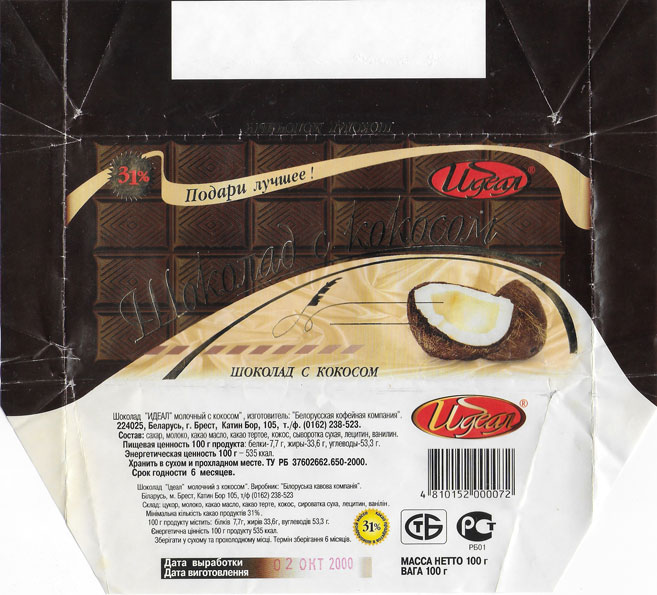 31%
Подари лучшее!
Идеал®
Шоколад с кокосом
ШОКОЛАД С КОКОСОМ
Шоколад "ИДЕАЛ" молочный с кокосом", изготовитель: "Белорусская кофейная компания".
224025, Беларусь, г. Брест, Катин Бор, 105, т./ф. (0162) 238-523.
Состав: сахар, молоко, какао масло, какао тертое, кокос, сыворотка сухая, лецитин, ванилин.
Пищевая ценность 100 г продукта: белки-7,7 г, жиры-33,6 г, углеводы-53,3 г.
Энергетическая ценность 100 г – 535 ккал.
Хранить в сухом и прохладном месте. ТУ РБ 37602662.650-2000.
Срок годности 6 месяцев.
Шоколад "Ідеал" молочний з кокосом". Виробник: "Білоруська кавова компанія".
Біларусь, м. Брест, Катин Бор 105, т/ф (0162) 238-523
Склад: цукор, молоко, какао масло, какао терте, кокос, сироватка суха, лецитин, ванілін.
Мінімальна кількість какао продуктів 31%.
100 г продукту містить: білків 7,7г, жирів 33,6г, вуглеводів 53,3 г.
Енергетична цінність 100 г продукту 535 ккал.
Зберігати у сухому та прохолодному місці. Термін зберігання 6 місяців.
Идеал®
4 810152 000072
31%
СТБ
РСТ
РБ01
Дата выработки
Дата виготовлення
02 ОКТ 2000
МАССА НЕТТО 100 г
ВАГА 100 г